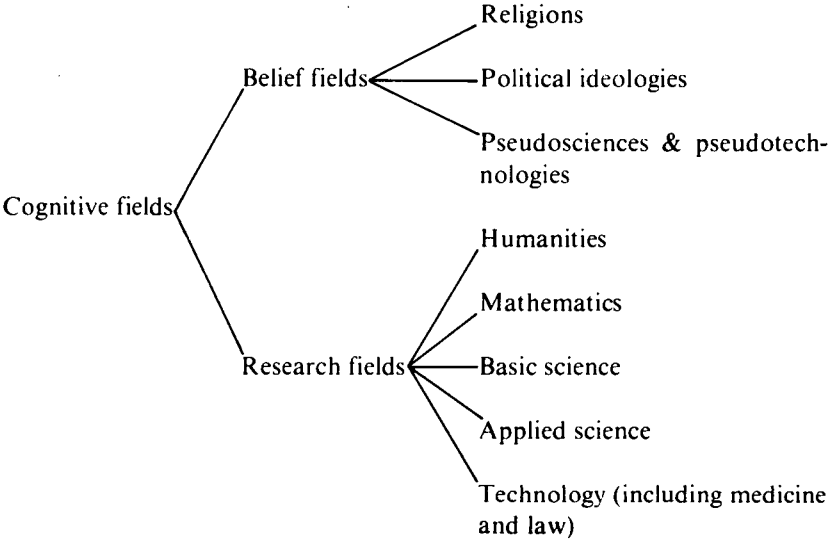 Religions
Belief fields
Political ideologies
Pseudosciences & pseudotech-
nologies
Cognitive fields
Humanities
Mathematics
Research fields
Basic science
Applied science
Technology (including medicine
and law)